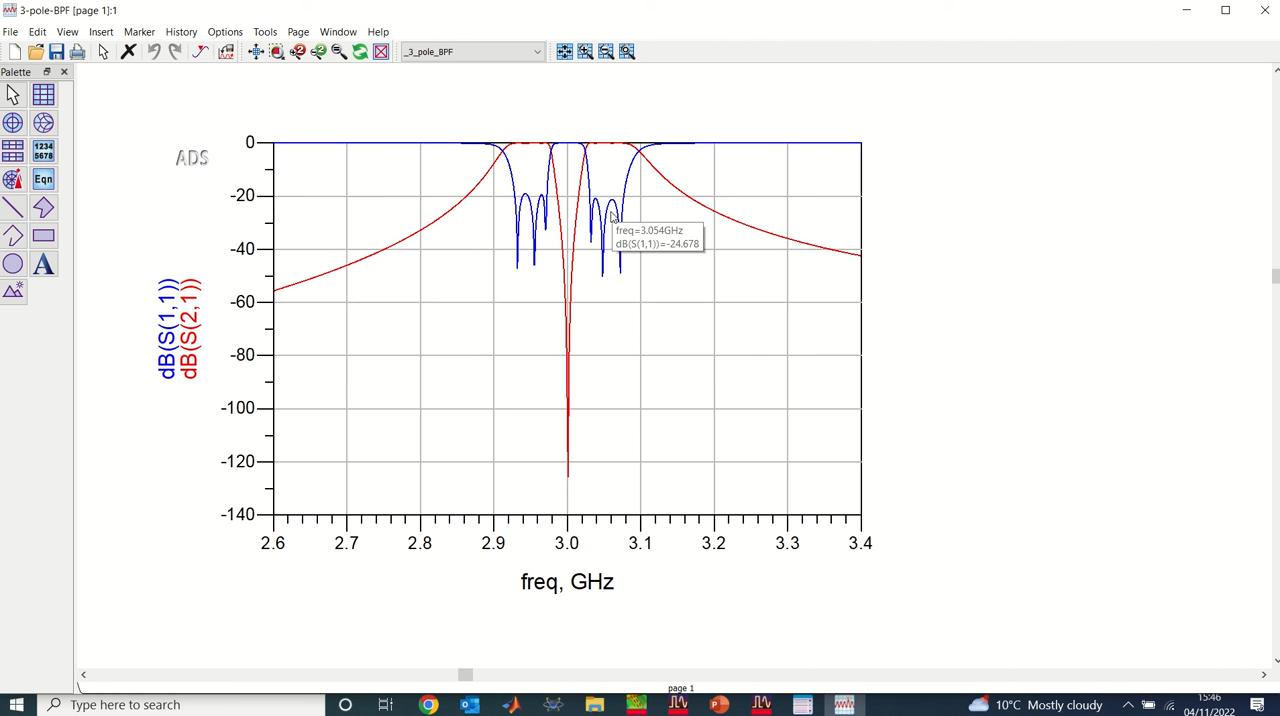 3-pole-BPF [page 1]:1
File Edit View Insert Marker History Options Tools Page Window Help
_3_pole_BPF
Palette
1234
5678
Eqn
A
ADS
0
-20
-40
-60
-80
-100
-120
-140
dB(S(1,1))
dB(S(2,1))
freq=3.054GHz
dB(S(1,1))=-24.678
2.6 2.7 2.8 2.9 3.0 3.1 3.2 3.3 3.4
freq, GHz
page 1
Type here to search
10°C Mostly cloudy
15:46
04/11/2022